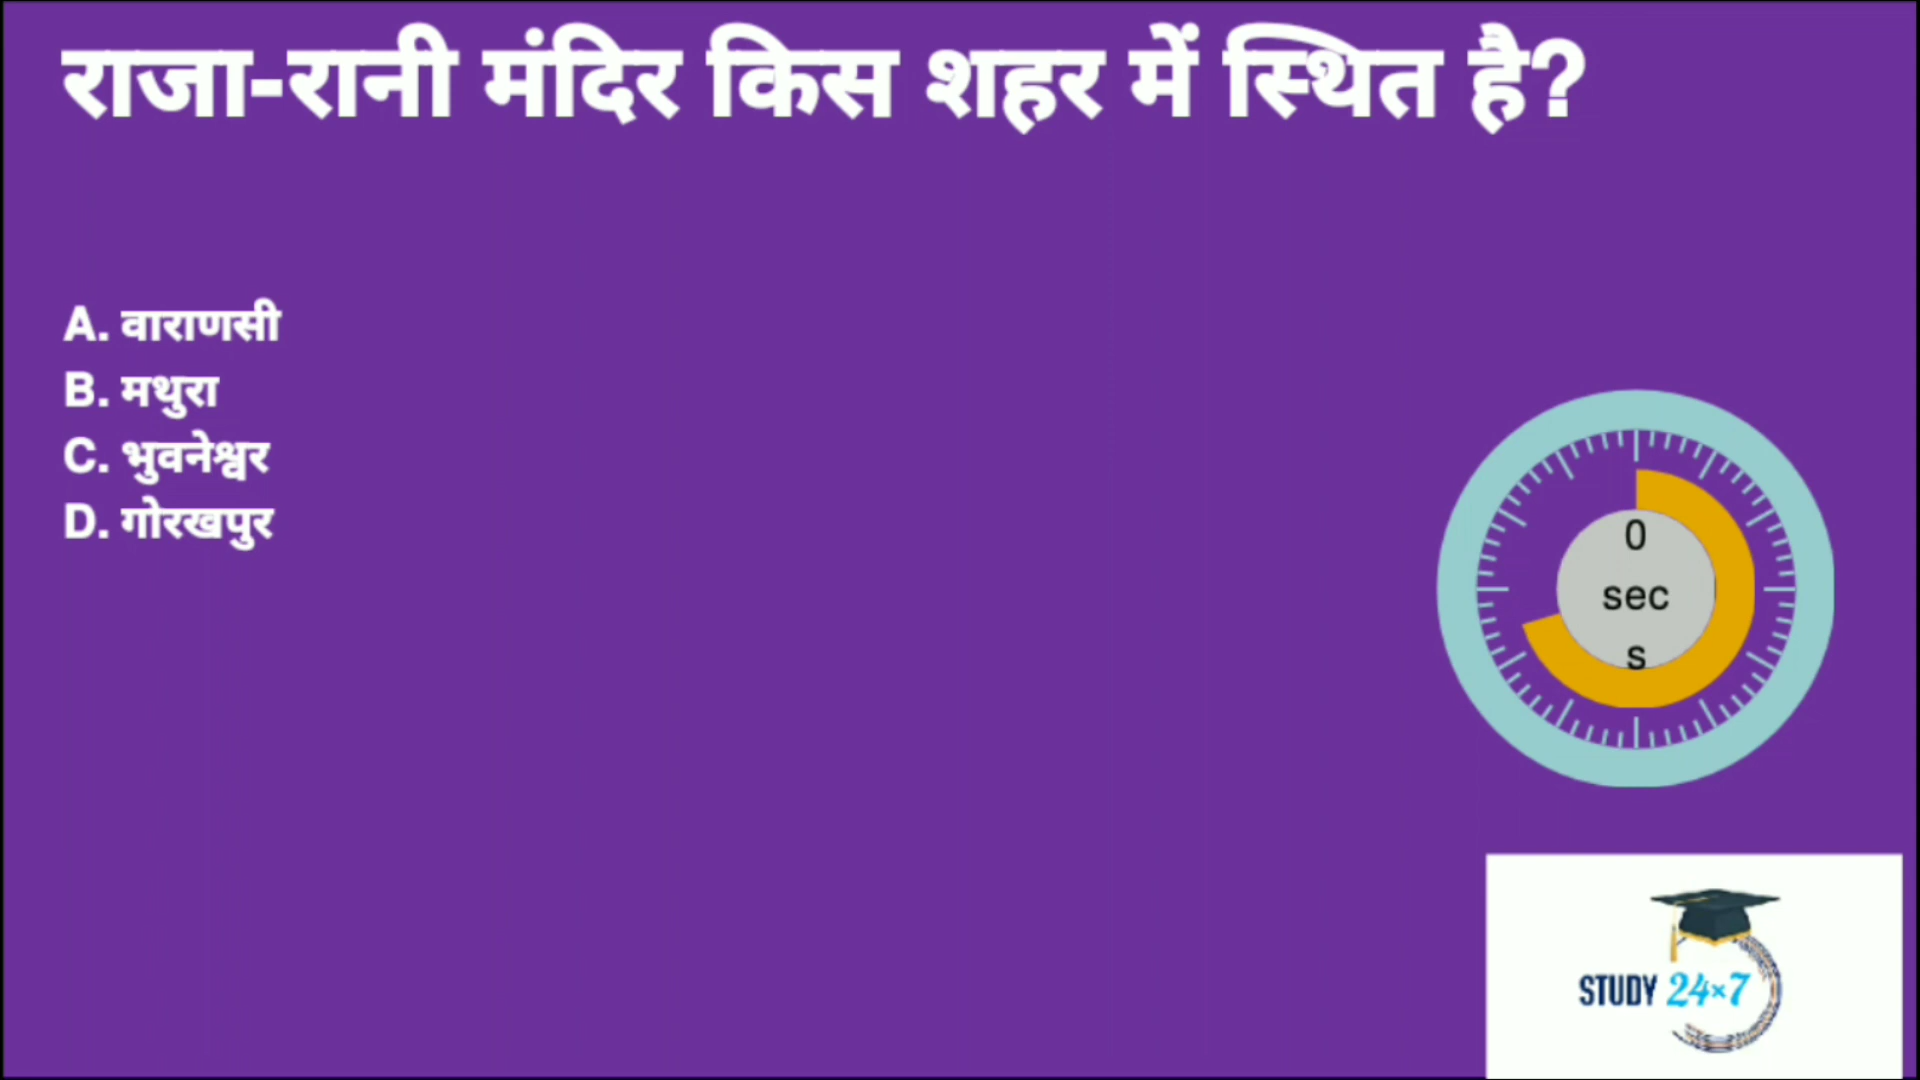 राजा-रानी मंदिर किस शहर में स्थित है?
A. वाराणसी
B. मथुरा
C. भुवनेश्वर
D. गोरखपुर
0
sec
s
STUDY 24×7